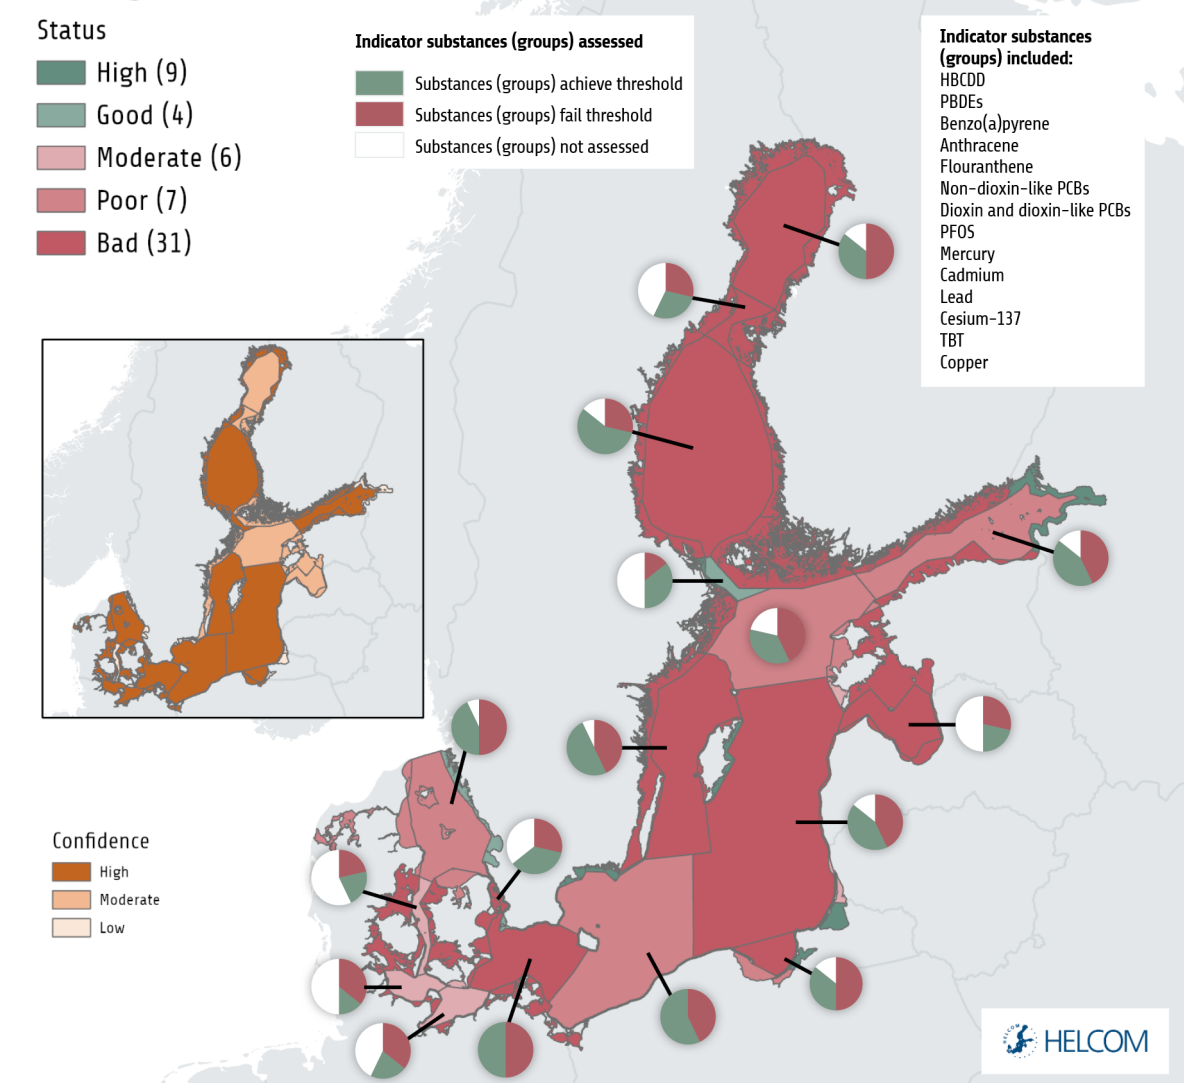 Status
High (9)
Good (4)
Moderate (6)
Poor (7)
Bad (31)
Indicator substances (groups) assessed
Substances (groups) achieve threshold
Substances (groups) fail threshold
Substances (groups) not assessed
Indicator substances
(groups) included:
HBCDD
PBDEs
Benzo(a)pyrene
Anthracene
Flouranthene
Non-dioxin-like PCBs
Dioxin and dioxin-like PCBs
PFOS
Mercury
Cadmium
Lead
Cesium-137
TBT
Copper
Confidence
High
Moderate
Low
HELCOM
HELCOM